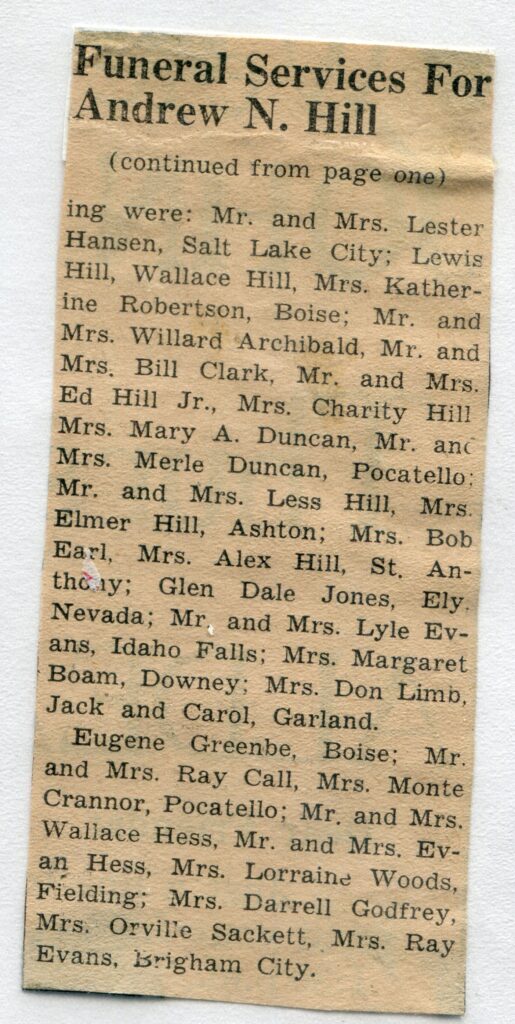 Funeral Services For
Andrew N. Hill
(continued from page one)
ing were: Mr. and Mrs. Lester
Hansen, Salt Lake City; Lewis
Hill, Wallace Hill, Mrs. Kather-
ine Robertson, Boise; Mr. and
Mrs. Willard Archibald, Mr. and
Mrs. Bill Clark, Mr. and Mrs.
Ed Hill Jr., Mrs. Charity Hill
Mrs. Mary A. Duncan, Mr. and
Mrs. Merle Duncan, Pocatello;
Mr. and Mrs. Less Hill, Mrs.
Elmer Hill, Ashton; Mrs. Bob
Earl, Mrs. Alex Hill, St. An-
thony; Glen Dale Jones, Ely,
Nevada; Mr. and Mrs. Lyle Ev-
ans, Idaho Falls; Mrs. Margaret
Boam, Downey; Mrs. Don Limb,
Jack and Carol, Garland.
Eugene Greenbe, Boise; Mr.
and Mrs. Ray Call, Mrs. Monte
Crannor, Pocatello; Mr. and Mrs.
Wallace Hess, Mr. and Mrs. Ev-
an Hess, Mrs. Lorraine Woods,
Fielding; Mrs. Darrell Godfrey,
Mrs. Orville Sackett, Mrs. Ray
Evans, Brigham City.